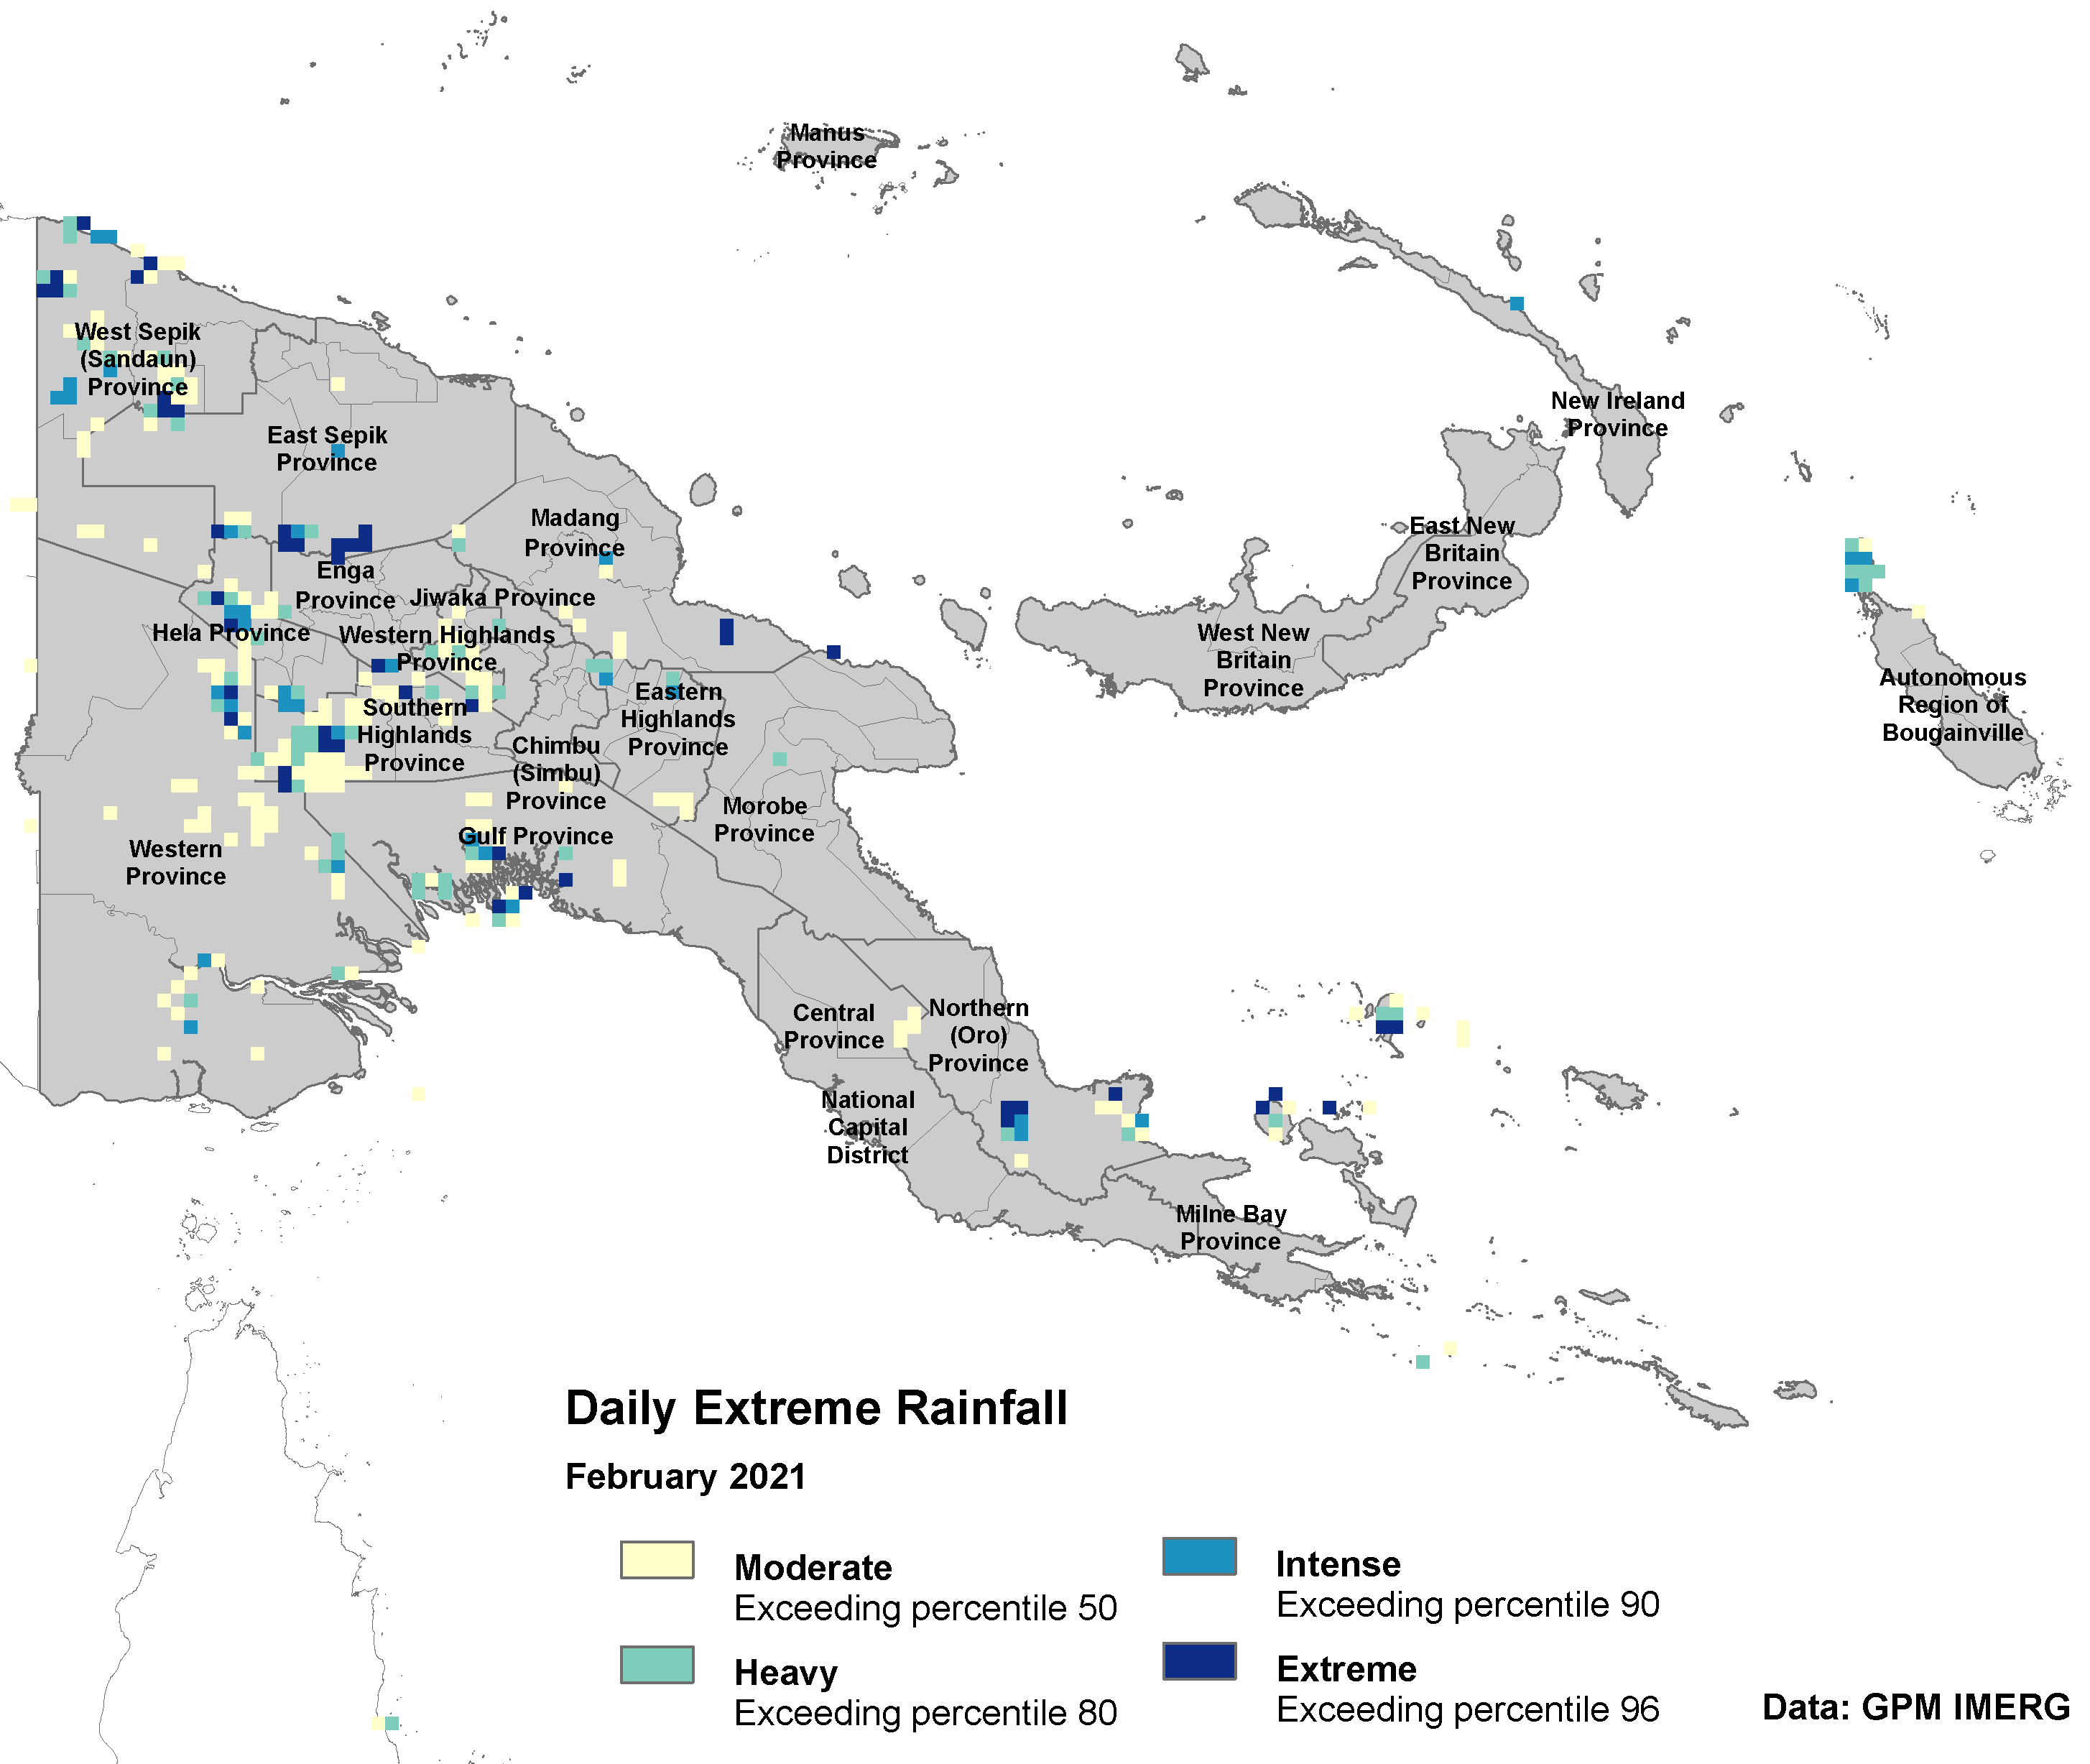 Manus
Province
West Sepik
(Sandaun)
Province
New Ireland
Province
East Sepik
Province
Madang
Province
East New
Britain
Province
Enga
Province
Jiwaka Province
Hela Province
Western Highlands
Province
West New
Britain
Province
Autonomous
Region of
Bougainville
Eastern
Highlands
Province
Southern
Highlands
Province
Chimbu
(Simbu)
Province
Morobe
Province
Gulf Province
Western
Province
Central
Province
Northern
(Oro)
Province
National
Capital
District
Milne Bay
Province
Daily Extreme Rainfall
February 2021
Moderate
Exceeding percentile 50
Heavy
Exceeding percentile 80
Intense
Exceeding percentile 90
Extreme
Exceeding percentile 96
Data: GPM IMERG